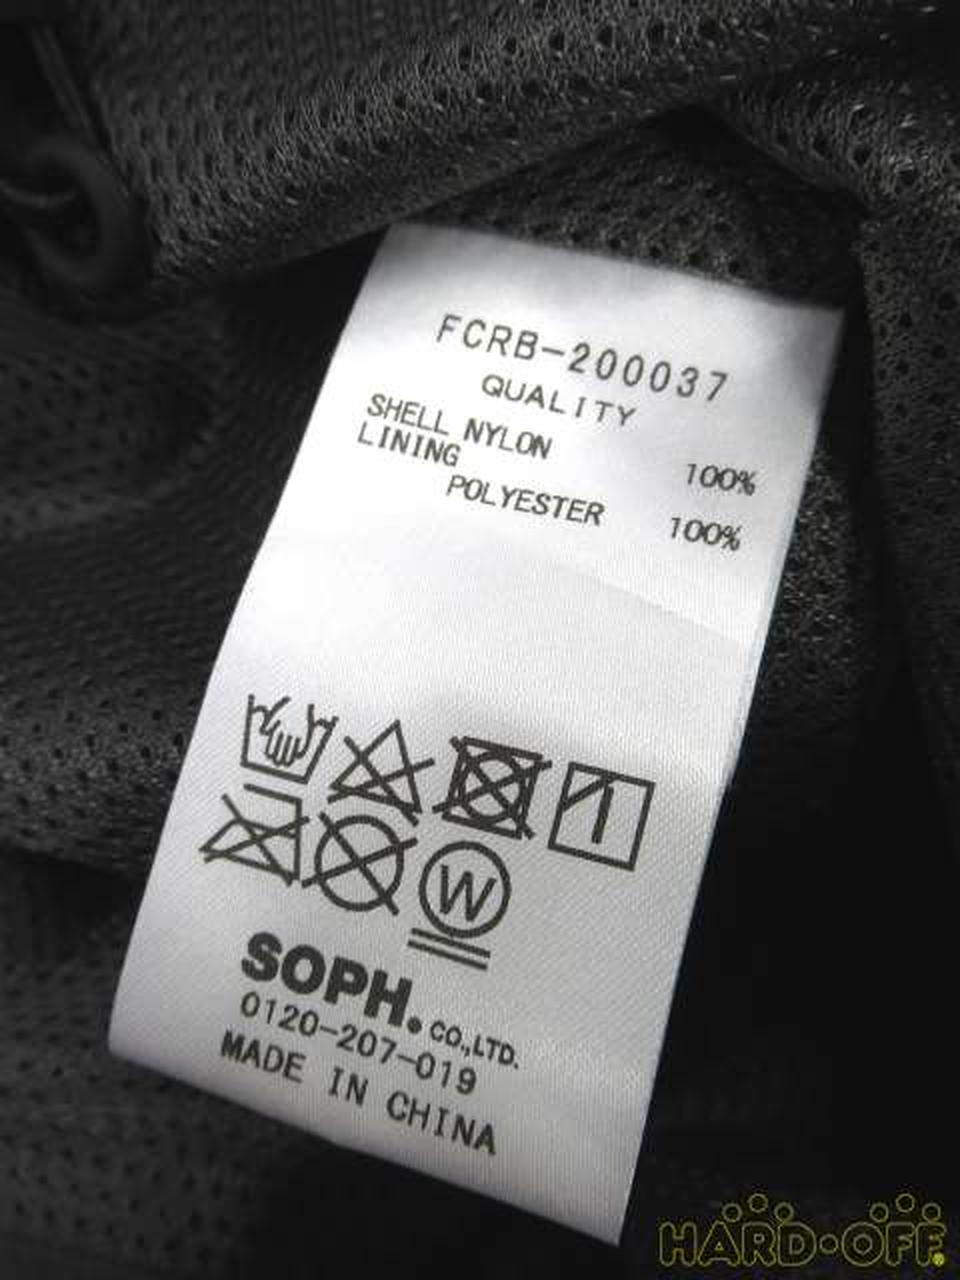 FCRB-200037
QUALITY
SHELL NYLON 100%
LINING
POLYESTER 100%
W
SOPH. CO.,LTD.
0120-207-019
MADE IN CHINA
HARD•OFF